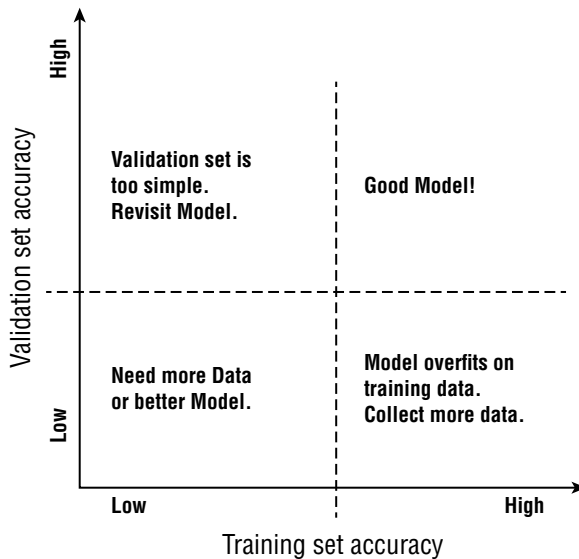 High
Validation set accuracy
Low
Validation set is
too simple.
Revisit Model.
Good Model!
Need more Data
or better Model.
Model overfits on
training data.
Collect more data.
Low
High
Training set accuracy